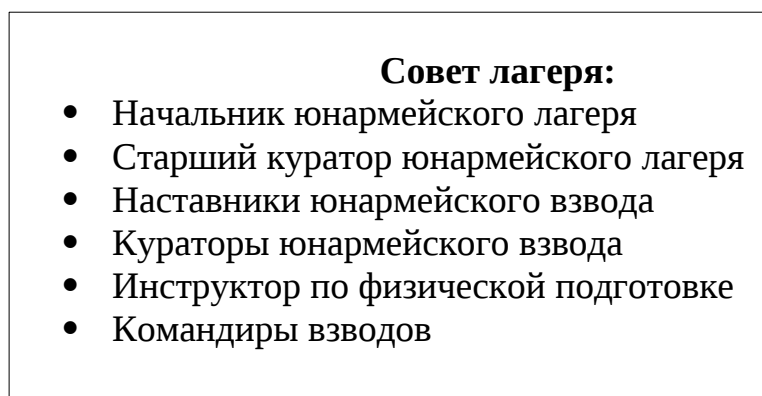 Совет лагеря:
• Начальник юнармейского лагеря
• Старший куратор юнармейского лагеря
• Наставники юнармейского взвода
• Кураторы юнармейского взвода
• Инструктор по физической подготовке
• Командиры взводов